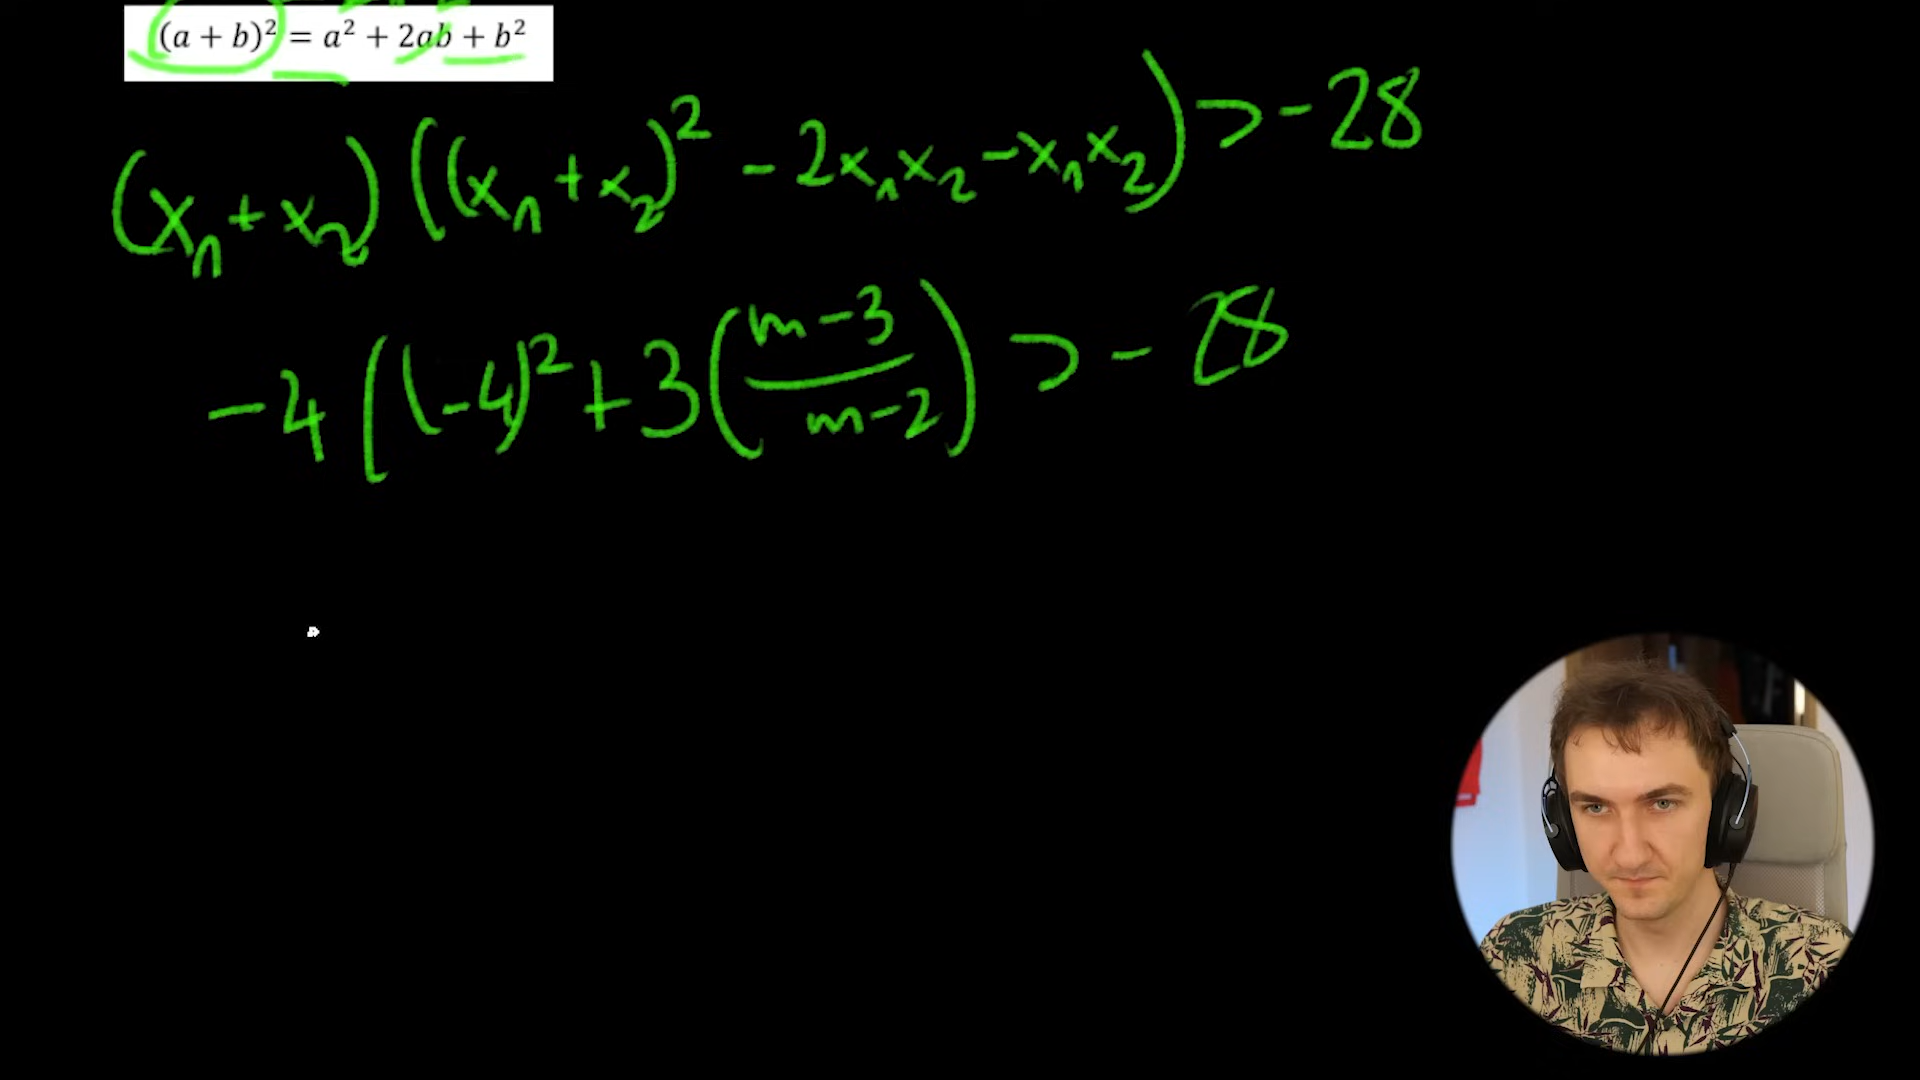 (a + b)² = a² + 2ab + b²
(x₁ + x₂)((x₁ + x₂)² - 2x₁x₂ - x₁x₂) > -28
-4((-4)² + 3((m-3)/(m-2)) > -28